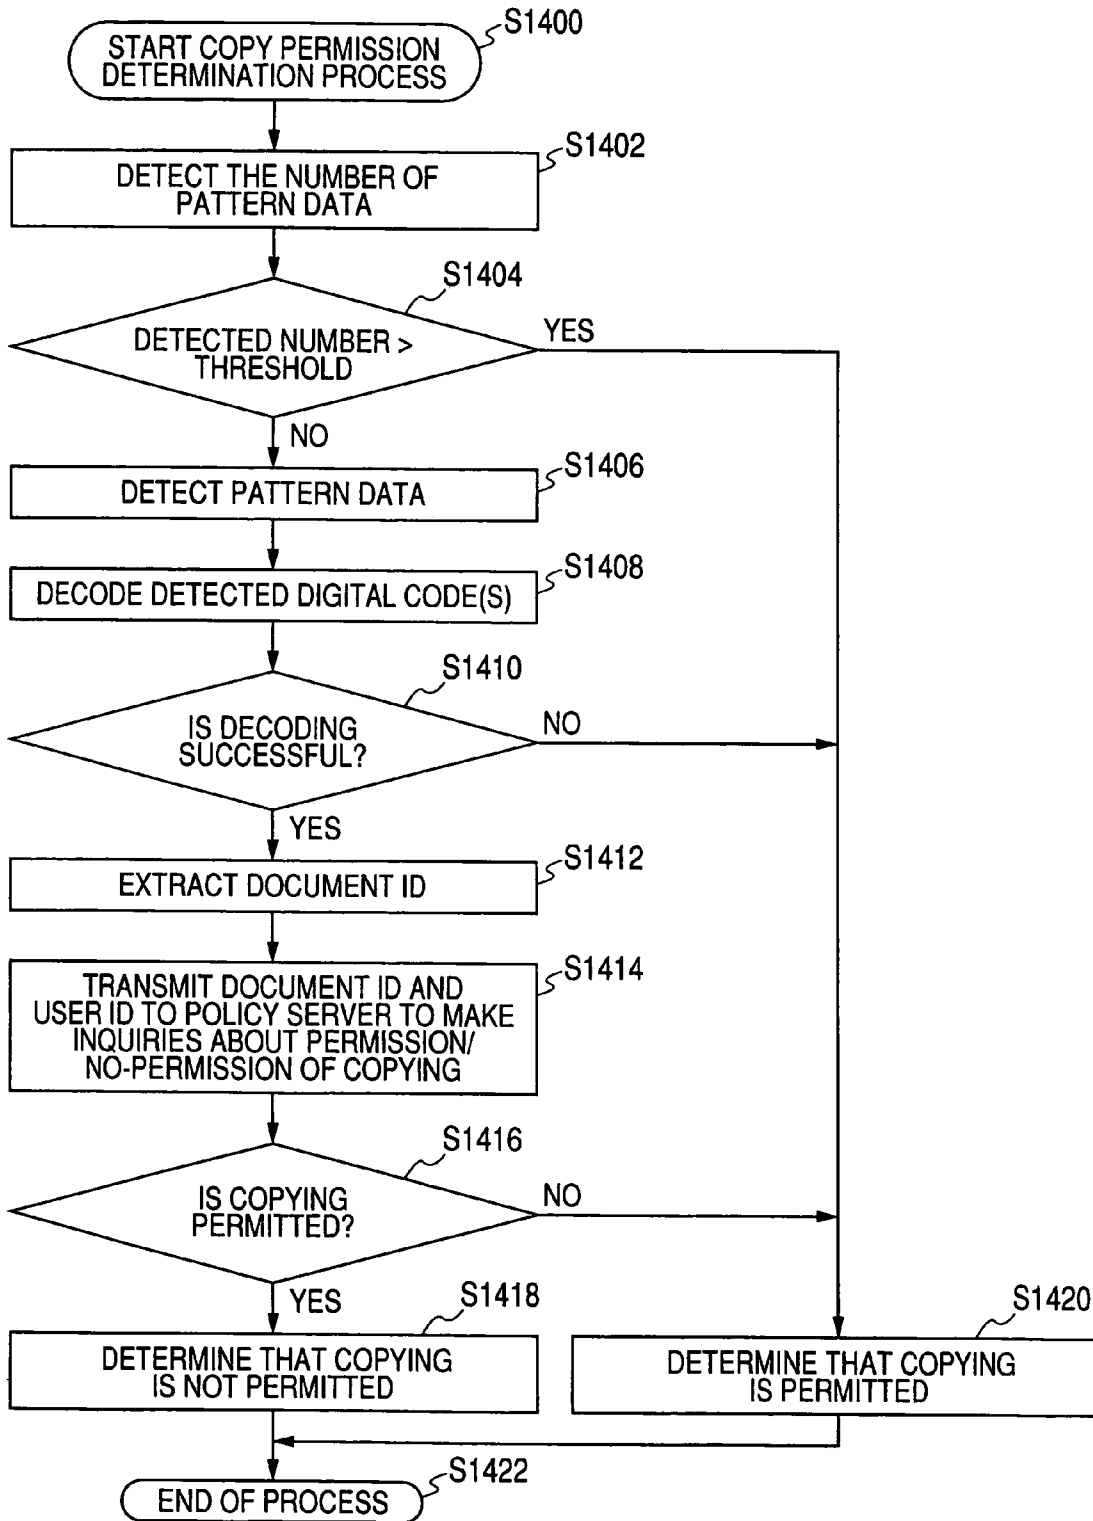 S1400
START COPY PERMISSION
DETERMINATION PROCESS
S1402
DETECT THE NUMBER OF
PATTERN DATA
S1404
DETECTED NUMBER >
THRESHOLD
YES
NO
S1406
DETECT PATTERN DATA
S1408
DECODE DETECTED DIGITAL CODE(S)
S1410
IS DECODING
SUCCESSFUL?
NO
YES
S1412
EXTRACT DOCUMENT ID
S1414
TRANSMIT DOCUMENT ID AND
USER ID TO POLICY SERVER TO MAKE
INQUIRIES ABOUT PERMISSION/
NO-PERMISSION OF COPYING
S1416
IS COPYING
PERMITTED?
NO
YES
S1418
DETERMINE THAT COPYING
IS NOT PERMITTED
S1420
DETERMINE THAT COPYING
IS PERMITTED
S1422
END OF PROCESS